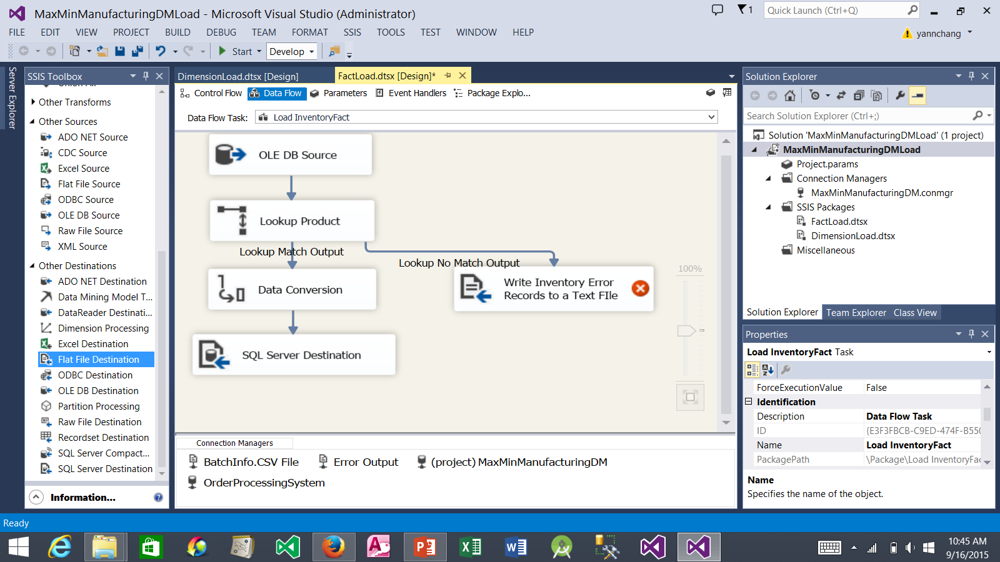 MaxMinManufacturingDMLoad - Microsoft Visual Studio (Administrator)
1
Quick Launch (Ctrl+Q)
FILE EDIT VIEW PROJECT BUILD DEBUG TEAM FORMAT SSIS TOOLS TEST WINDOW HELP
yannchang
Start
Develop
Server Explorer
SSIS Toolbox
Other Transforms
Other Sources
ADO NET Source
CDC Source
Excel Source
Flat File Source
ODBC Source
OLE DB Source
Raw File Source
XML Source
Other Destinations
ADO NET Destination
Data Mining Model T...
DataReader Destinati...
Dimension Processing
Excel Destination
Flat File Destination
ODBC Destination
OLE DB Destination
Partition Processing
Raw File Destination
Recordset Destination
SQL Server Compact...
SQL Server Destination
Information...
DimensionLoad.dtsx [Design]
FactLoad.dtsx [Design]*
Control Flow
Data Flow
Parameters
Event Handlers
Package Explo...
Data Flow Task:
Load InventoryFact
OLE DB Source
Lookup Product
Lookup Match Output
Lookup No Match Output
Data Conversion
Write Inventory Error
Records to a Text FIle
SQL Server Destination
100%
Connection Managers
BatchInfo.CSV File
Error Output
(project) MaxMinManufacturingDM
OrderProcessingSystem
Solution Explorer
Search Solution Explorer (Ctrl+;)
Solution 'MaxMinManufacturingDMLoad' (1 project)
MaxMinManufacturingDMLoad
Project.params
Connection Managers
MaxMinManufacturingDM.conmgr
SSIS Packages
FactLoad.dtsx
DimensionLoad.dtsx
Miscellaneous
Solution Explorer Team Explorer Class View
Properties
Load InventoryFact Task
ForceExecutionValue False
Identification
Description Data Flow Task
ID {E3F3FBCB-C9ED-474F-B550
Name Load InventoryFact
PackagePath \Package\Load InventoryFac
Name
Specifies the name of the object.
Ready
10:45 AM
9/16/2015